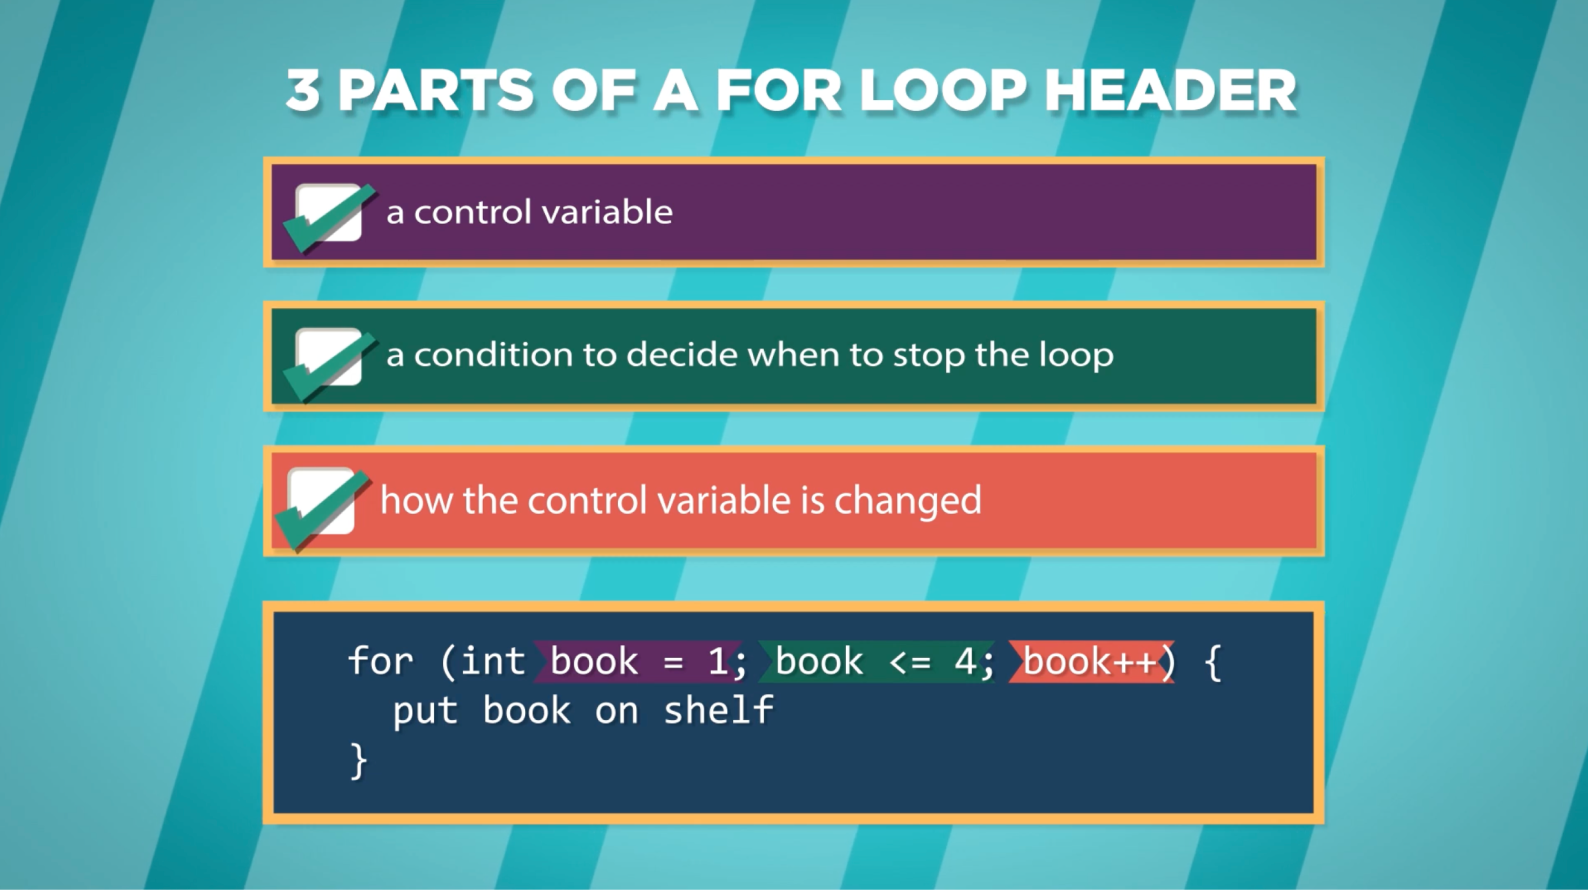 3 PARTS OF A FOR LOOP HEADER
a control variable
a condition to decide when to stop the loop
how the control variable is changed
for (int book = 1; book <= 4; book++) {
put book on shelf
}